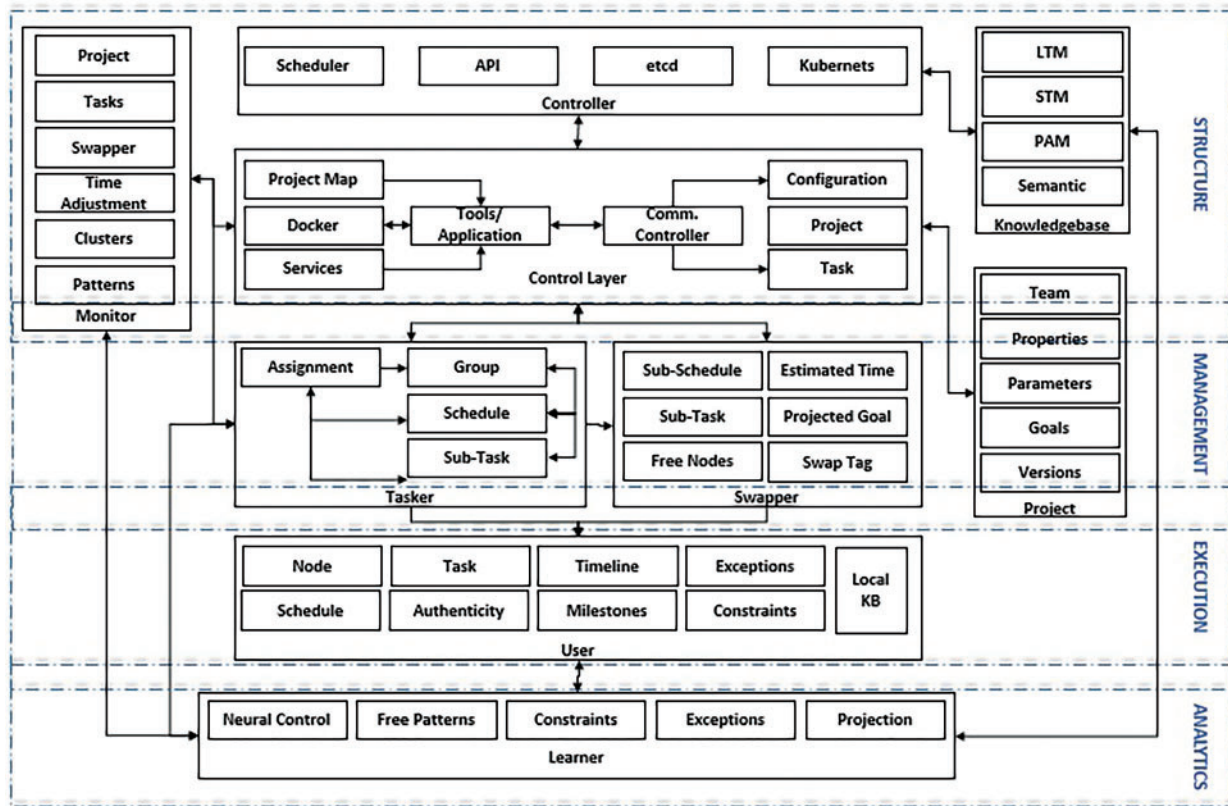 Project
Tasks
Swapper
Time
Adjustment
Clusters
Patterns
Monitor
Scheduler
API
etcd
Kubernets
Controller
LTM
STM
PAM
Semantic
Knowledgebase
STRUCTURE
Project Map
Docker
Services
Tools/
Application
Comm.
Controller
Configuration
Project
Task
Control Layer
Team
Properties
Parameters
Goals
Versions
Project
Assignment
Group
Schedule
Sub-Task
Tasker
Sub-Schedule
Estimated Time
Sub-Task
Projected Goal
Free Nodes
Swap Tag
Swapper
MANAGEMENT
Node
Task
Timeline
Exceptions
Local
KB
Schedule
Authenticity
Milestones
Constraints
User
EXECUTION
Neural Control
Free Patterns
Constraints
Exceptions
Projection
Learner
ANALYTICS